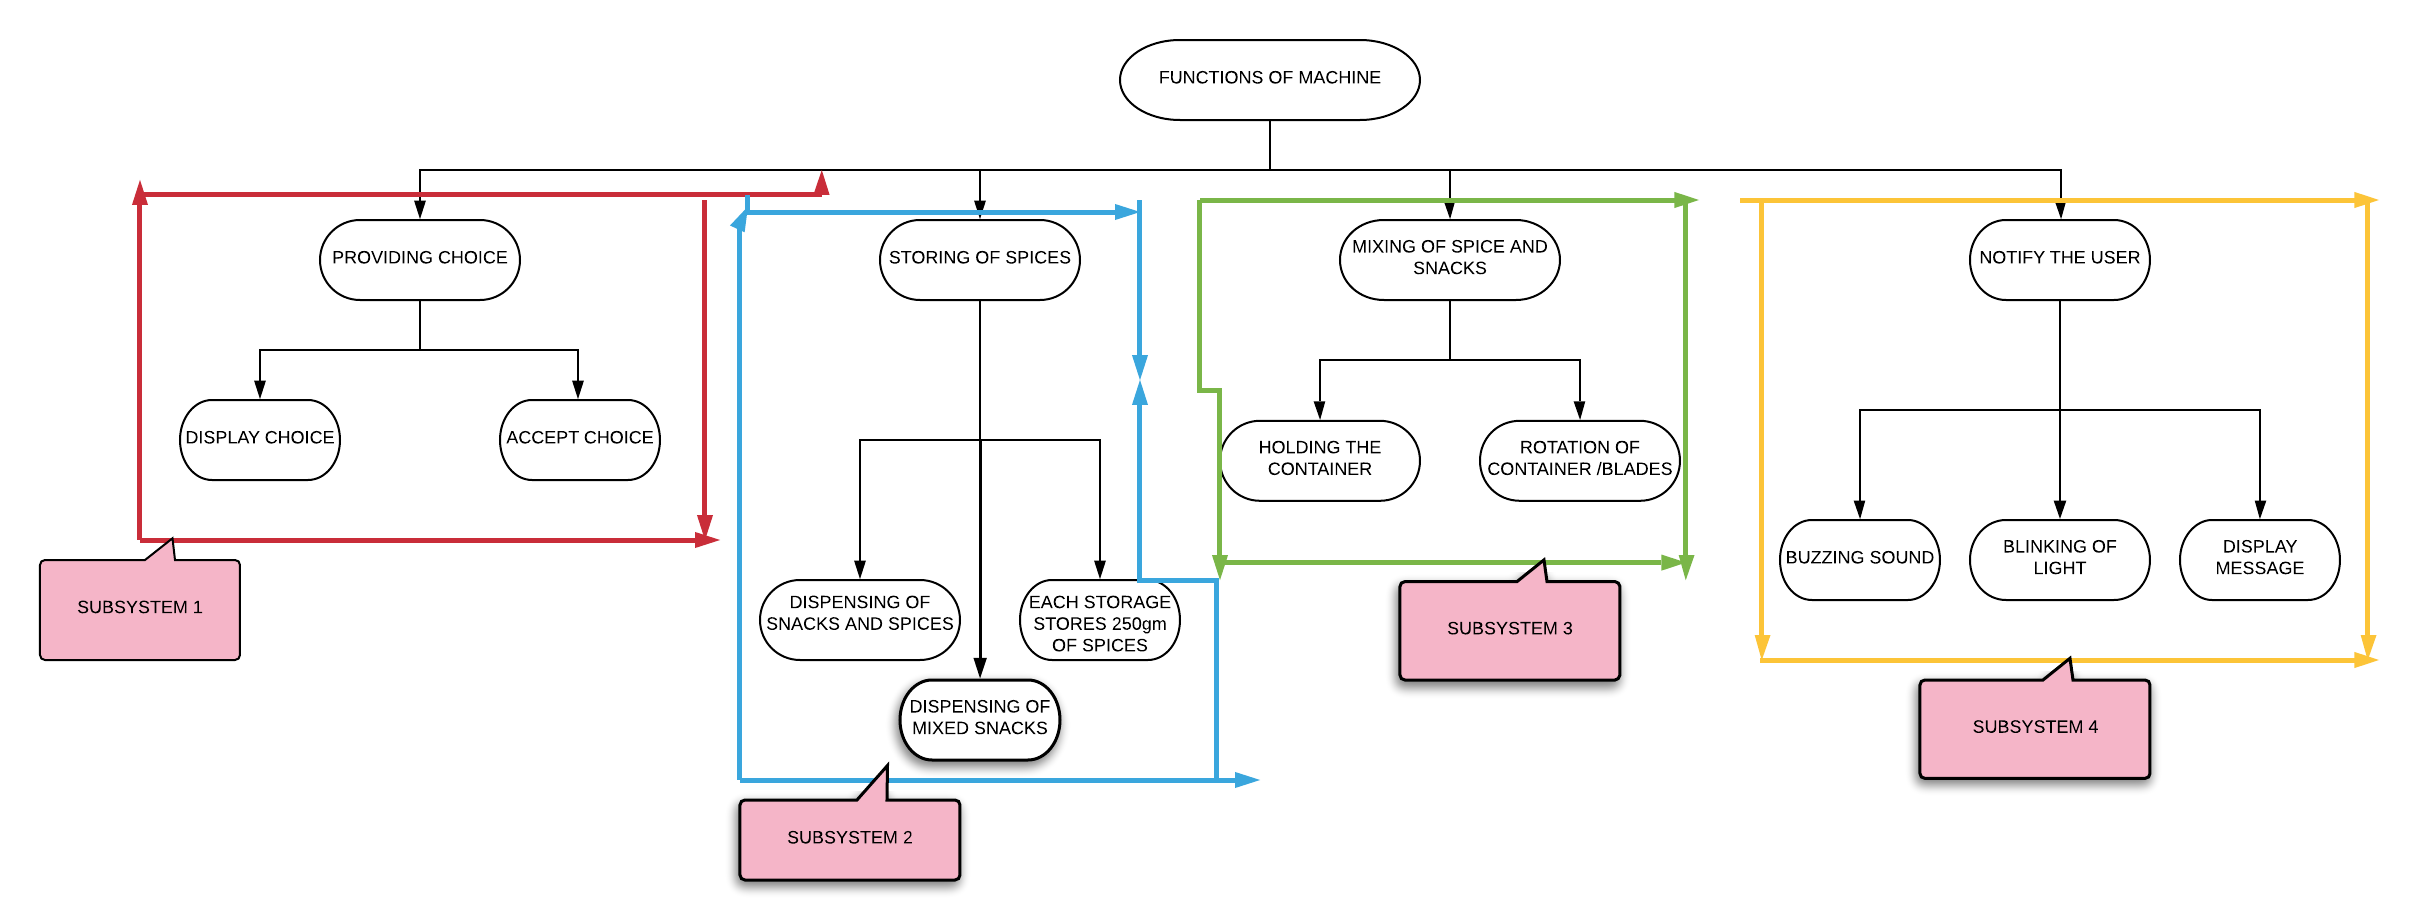 FUNCTIONS OF MACHINE
PROVIDING CHOICE
STORING OF SPICES
MIXING OF SPICE AND
SNACKS
NOTIFY THE USER
DISPLAY CHOICE
ACCEPT CHOICE
HOLDING THE
CONTAINER
ROTATION OF
CONTAINER /BLADES
BUZZING SOUND
BLINKING OF
LIGHT
DISPLAY
MESSAGE
DISPENSING OF
SNACKS AND SPICES
EACH STORAGE
STORES 250gm
OF SPICES
DISPENSING OF
MIXED SNACKS
SUBSYSTEM 1
SUBSYSTEM 2
SUBSYSTEM 3
SUBSYSTEM 4